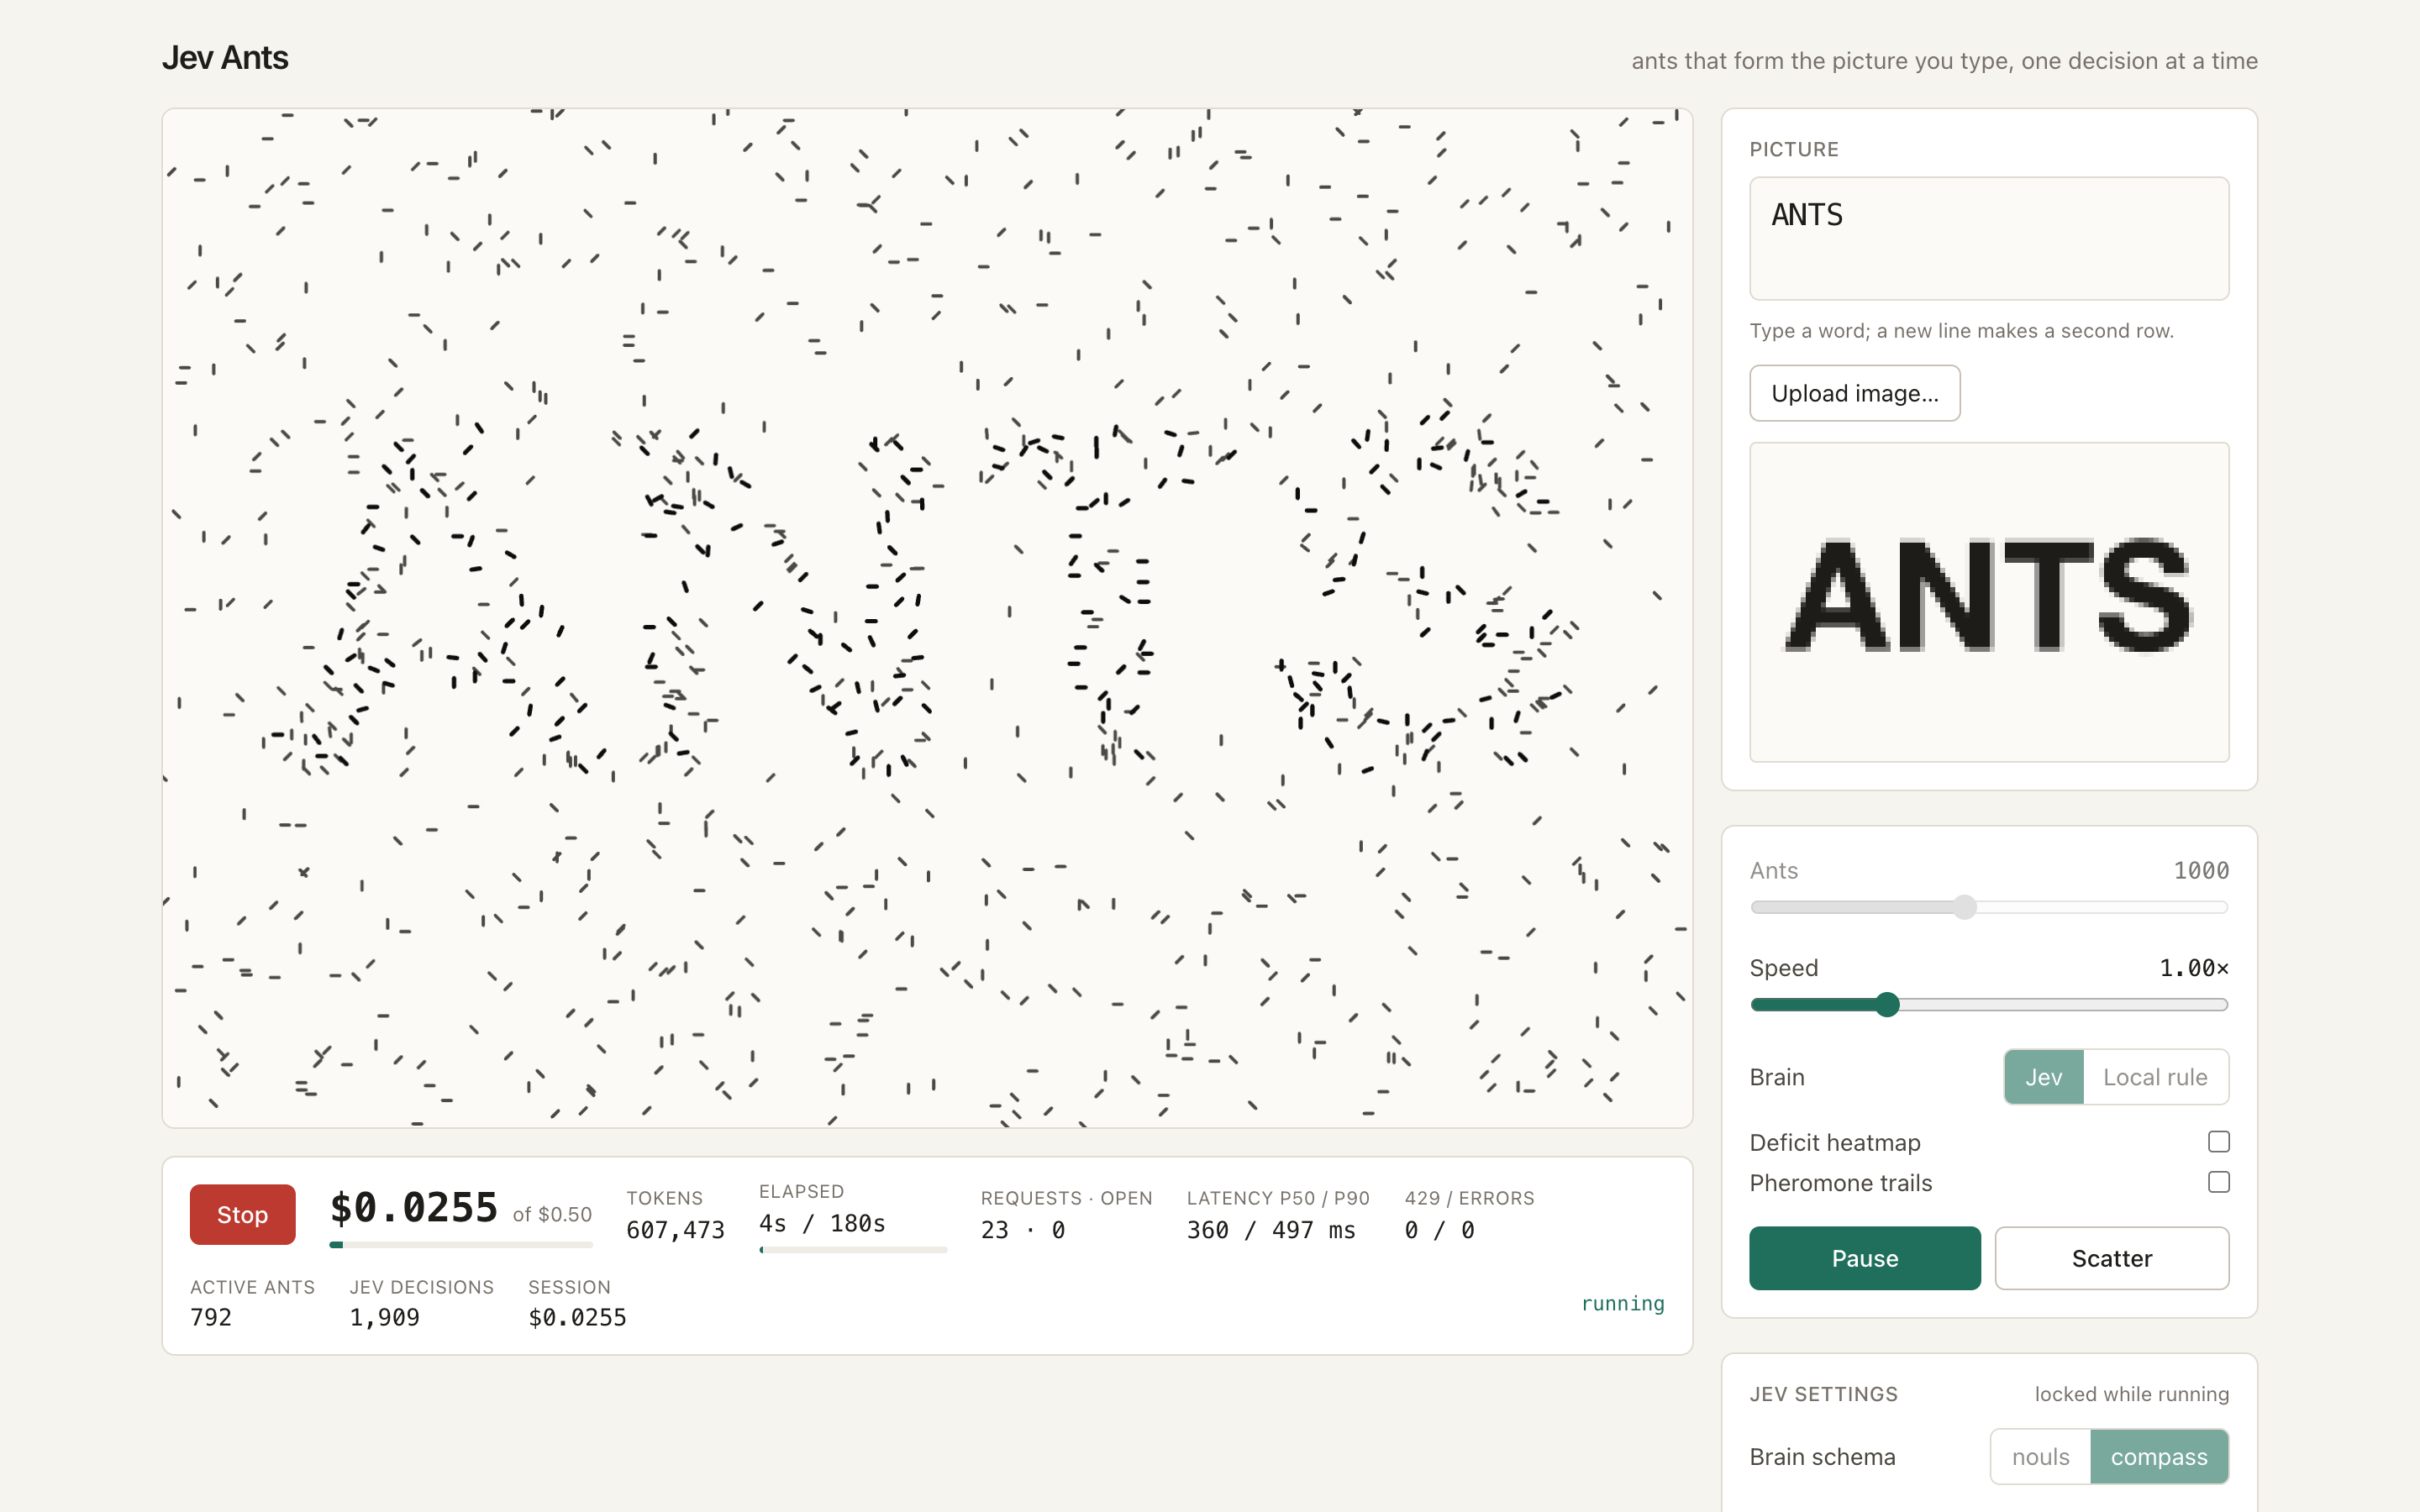 Jev Ants
ants that form the picture you type, one decision at a time
PICTURE
ANTS
Type a word; a new line makes a second row.
Upload image...
ANTS
Ants 1000
Speed 1.00×
Brain Jev Local rule
Deficit heatmap
Pheromone trails
Pause Scatter
JEV SETTINGS locked while running
Brain schema nouls compass
Stop
$0.0255 of $0.50
TOKENS
607,473
ELAPSED
4s / 180s
REQUESTS · OPEN
23 · 0
LATENCY P50 / P90
360 / 497 ms
429 / ERRORS
0 / 0
ACTIVE ANTS
792
JEV DECISIONS
1,909
SESSION
$0.0255
running